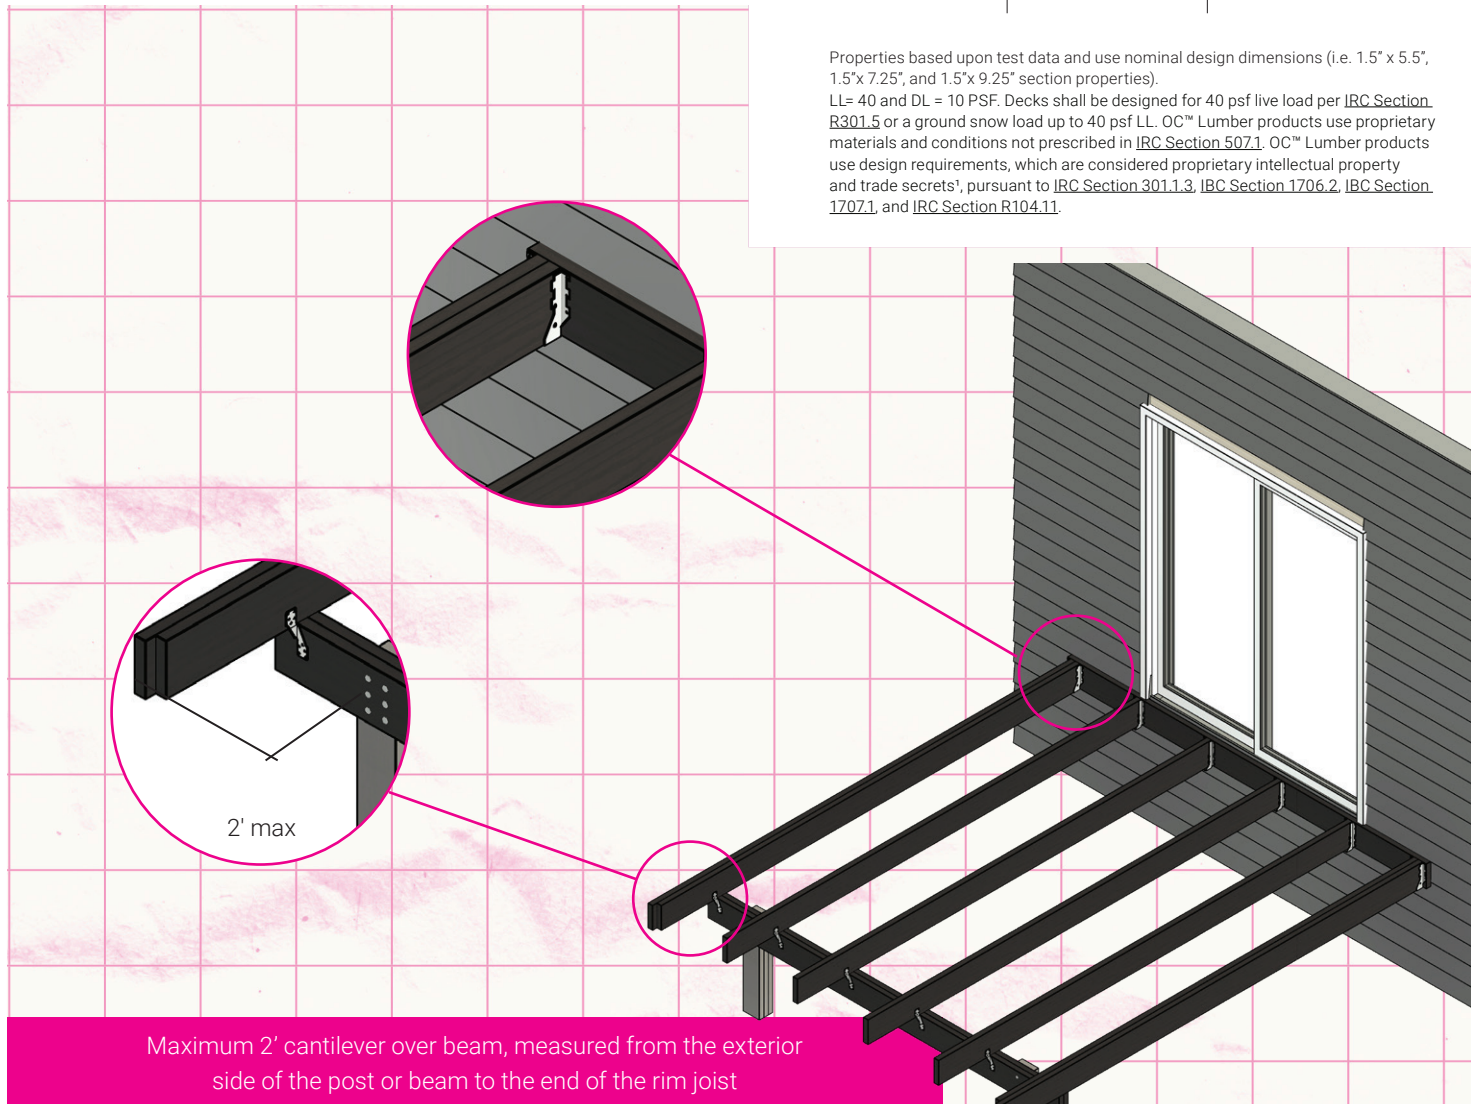 Properties based upon test data and use nominal design dimensions (i.e. 1.5” x 5.5”,
1.5”x 7.25”, and 1.5”x 9.25” section properties).
LL= 40 and DL = 10 PSF. Decks shall be designed for 40 psf live load per IRC Section
R301.5 or a ground snow load up to 40 psf LL. OC™ Lumber products use proprietary
materials and conditions not prescribed in IRC Section 507.1. OC™ Lumber products
use design requirements, which are considered proprietary intellectual property
and trade secrets¹, pursuant to IRC Section 301.1.3, IBC Section 1706.2, IBC Section
1707.1, and IRC Section R104.11.
2' max
Maximum 2’ cantilever over beam, measured from the exterior
side of the post or beam to the end of the rim joist